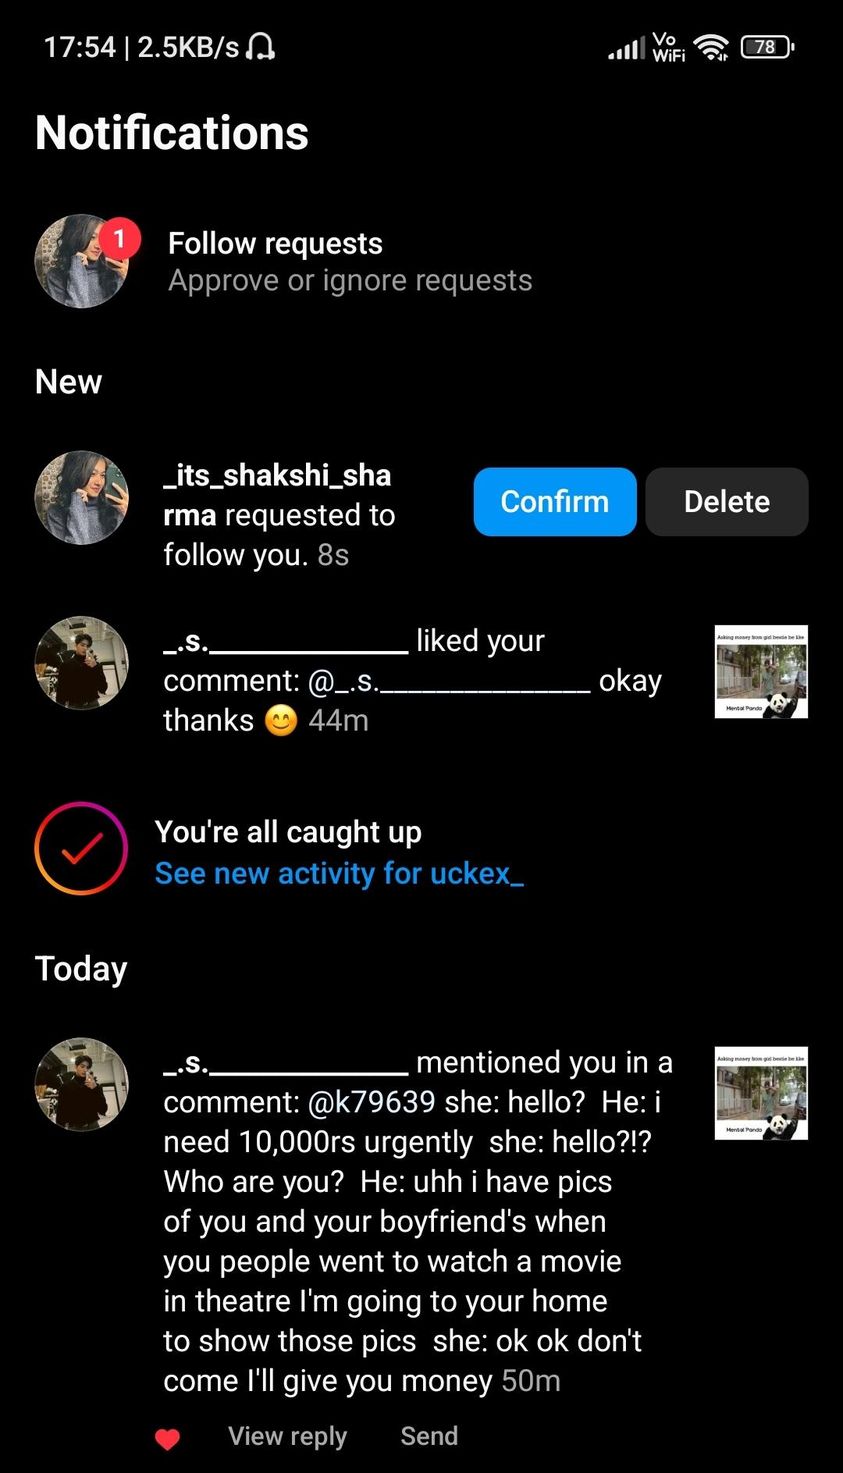 17:54 | 2.5KB/s
Vo
WiFi
78
Notifications
1
Follow requests
Approve or ignore requests
New
_its_shakshi_sha
rma requested to
follow you. 8s
Confirm
Delete
_.s.______________ liked your
comment: @_.s._______________ okay
thanks 😊 44m
Asking money from girl bestie be like
Mental Panda
You're all caught up
See new activity for uckex_
Today
_.s.______________ mentioned you in a
comment: @k79639 she: hello?  He: i
need 10,000rs urgently  she: hello?!?
Who are you?  He: uhh i have pics
of you and your boyfriend's when
you people went to watch a movie
in theatre I'm going to your home
to show those pics  she: ok ok don't
come I'll give you money 50m
Asking money from girl bestie be like
Mental Panda
View reply
Send